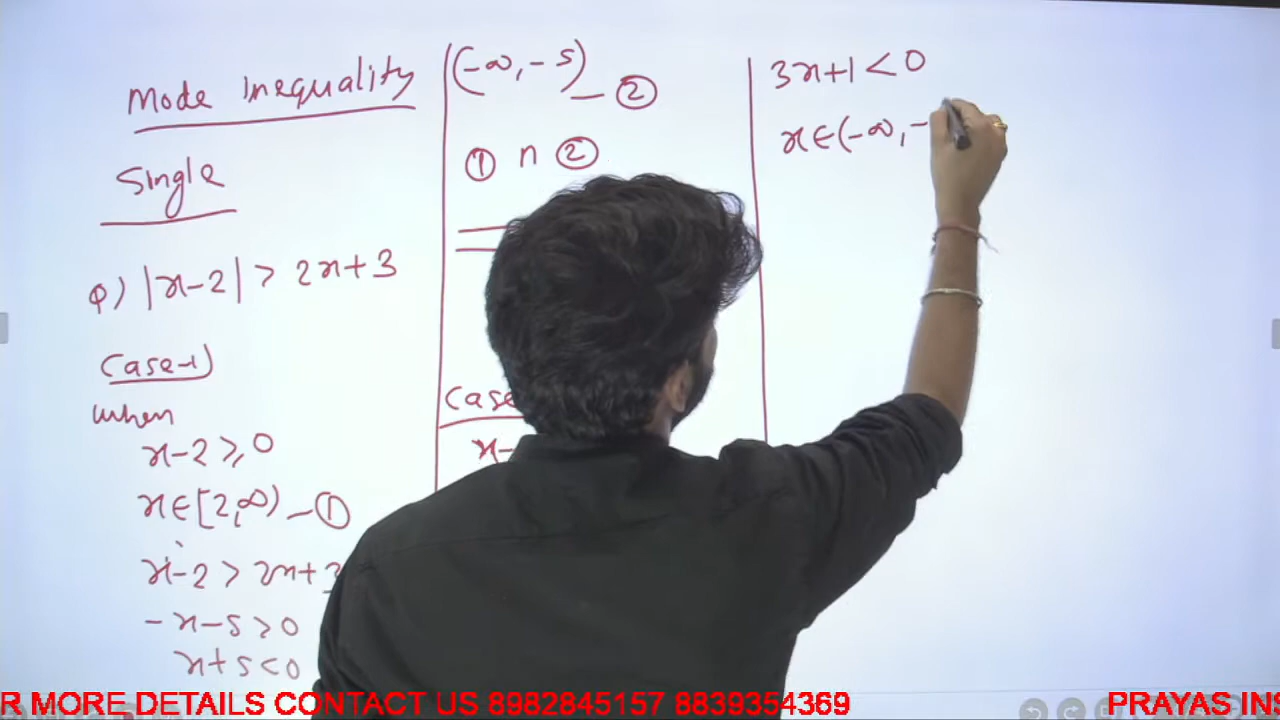 Mode Inequality
Single
Q) |x-2| > 2x+3
Case-1)
when
x-2 ≥ 0
x∈[2,∞) -①
x-2 > 2x+3
-x-5 > 0
x+5 < 0
(-∞, -5) -②
① ∩ ②
Case
x-
3x+1 < 0
x∈(-∞, -
R MORE DETAILS CONTACT US 8982845157 8839354369
PRAYAS INS